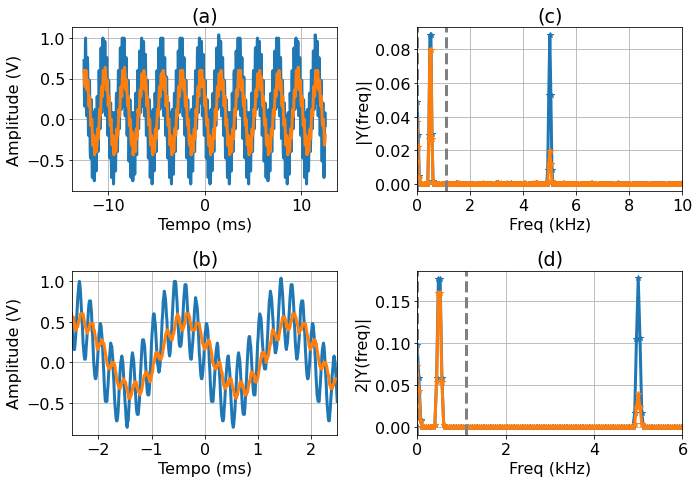 (a)
Amplitude (V)
1.0
0.5
0.0
−0.5
−10 0 10
Tempo (ms)
(c)
|Y(freq)|
0.08
0.06
0.04
0.02
0.00
0 2 4 6 8 10
Freq (kHz)
(b)
Amplitude (V)
1.0
0.5
0.0
−0.5
−2 −1 0 1 2
Tempo (ms)
(d)
2|Y(freq)|
0.15
0.10
0.05
0.00
0 2 4 6
Freq (kHz)